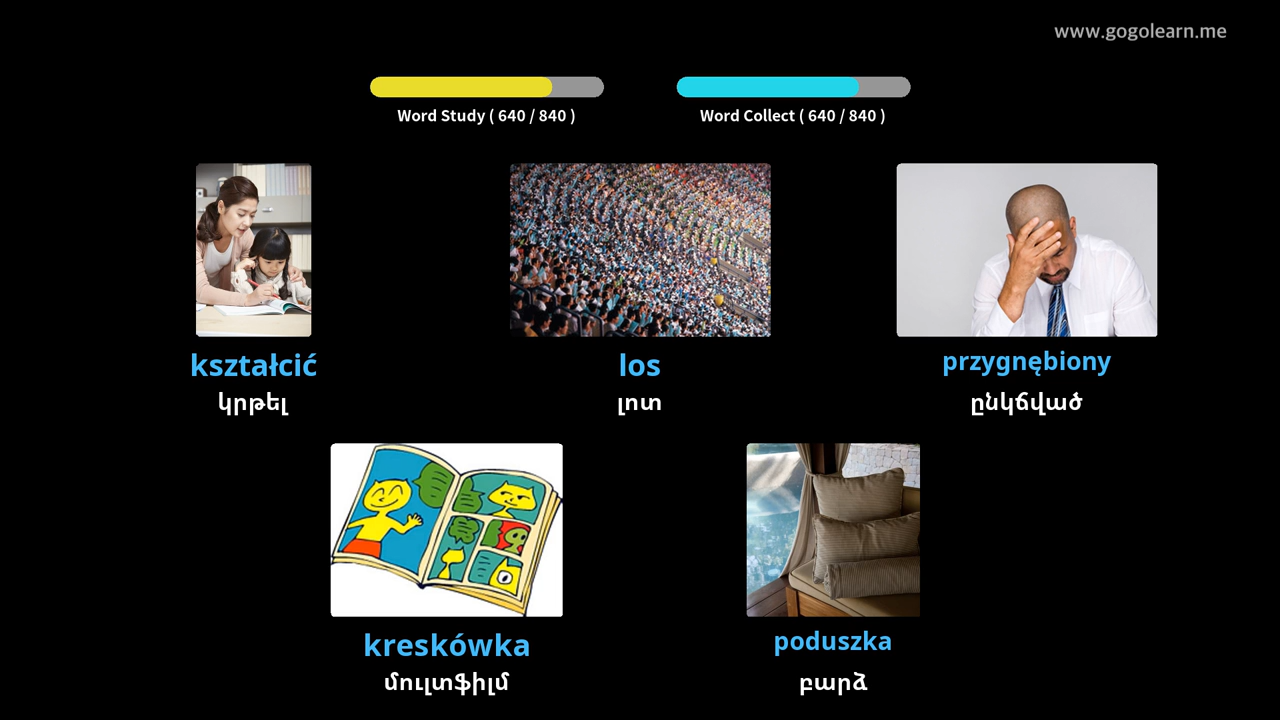 www.gogolearn.me
Word Study ( 640 / 840 )
Word Collect ( 640 / 840 )
kształcić
կրթել
los
լոտ
przygnębiony
ընկճված
kreskówka
մուլտֆիլմ
poduszka
բարձ